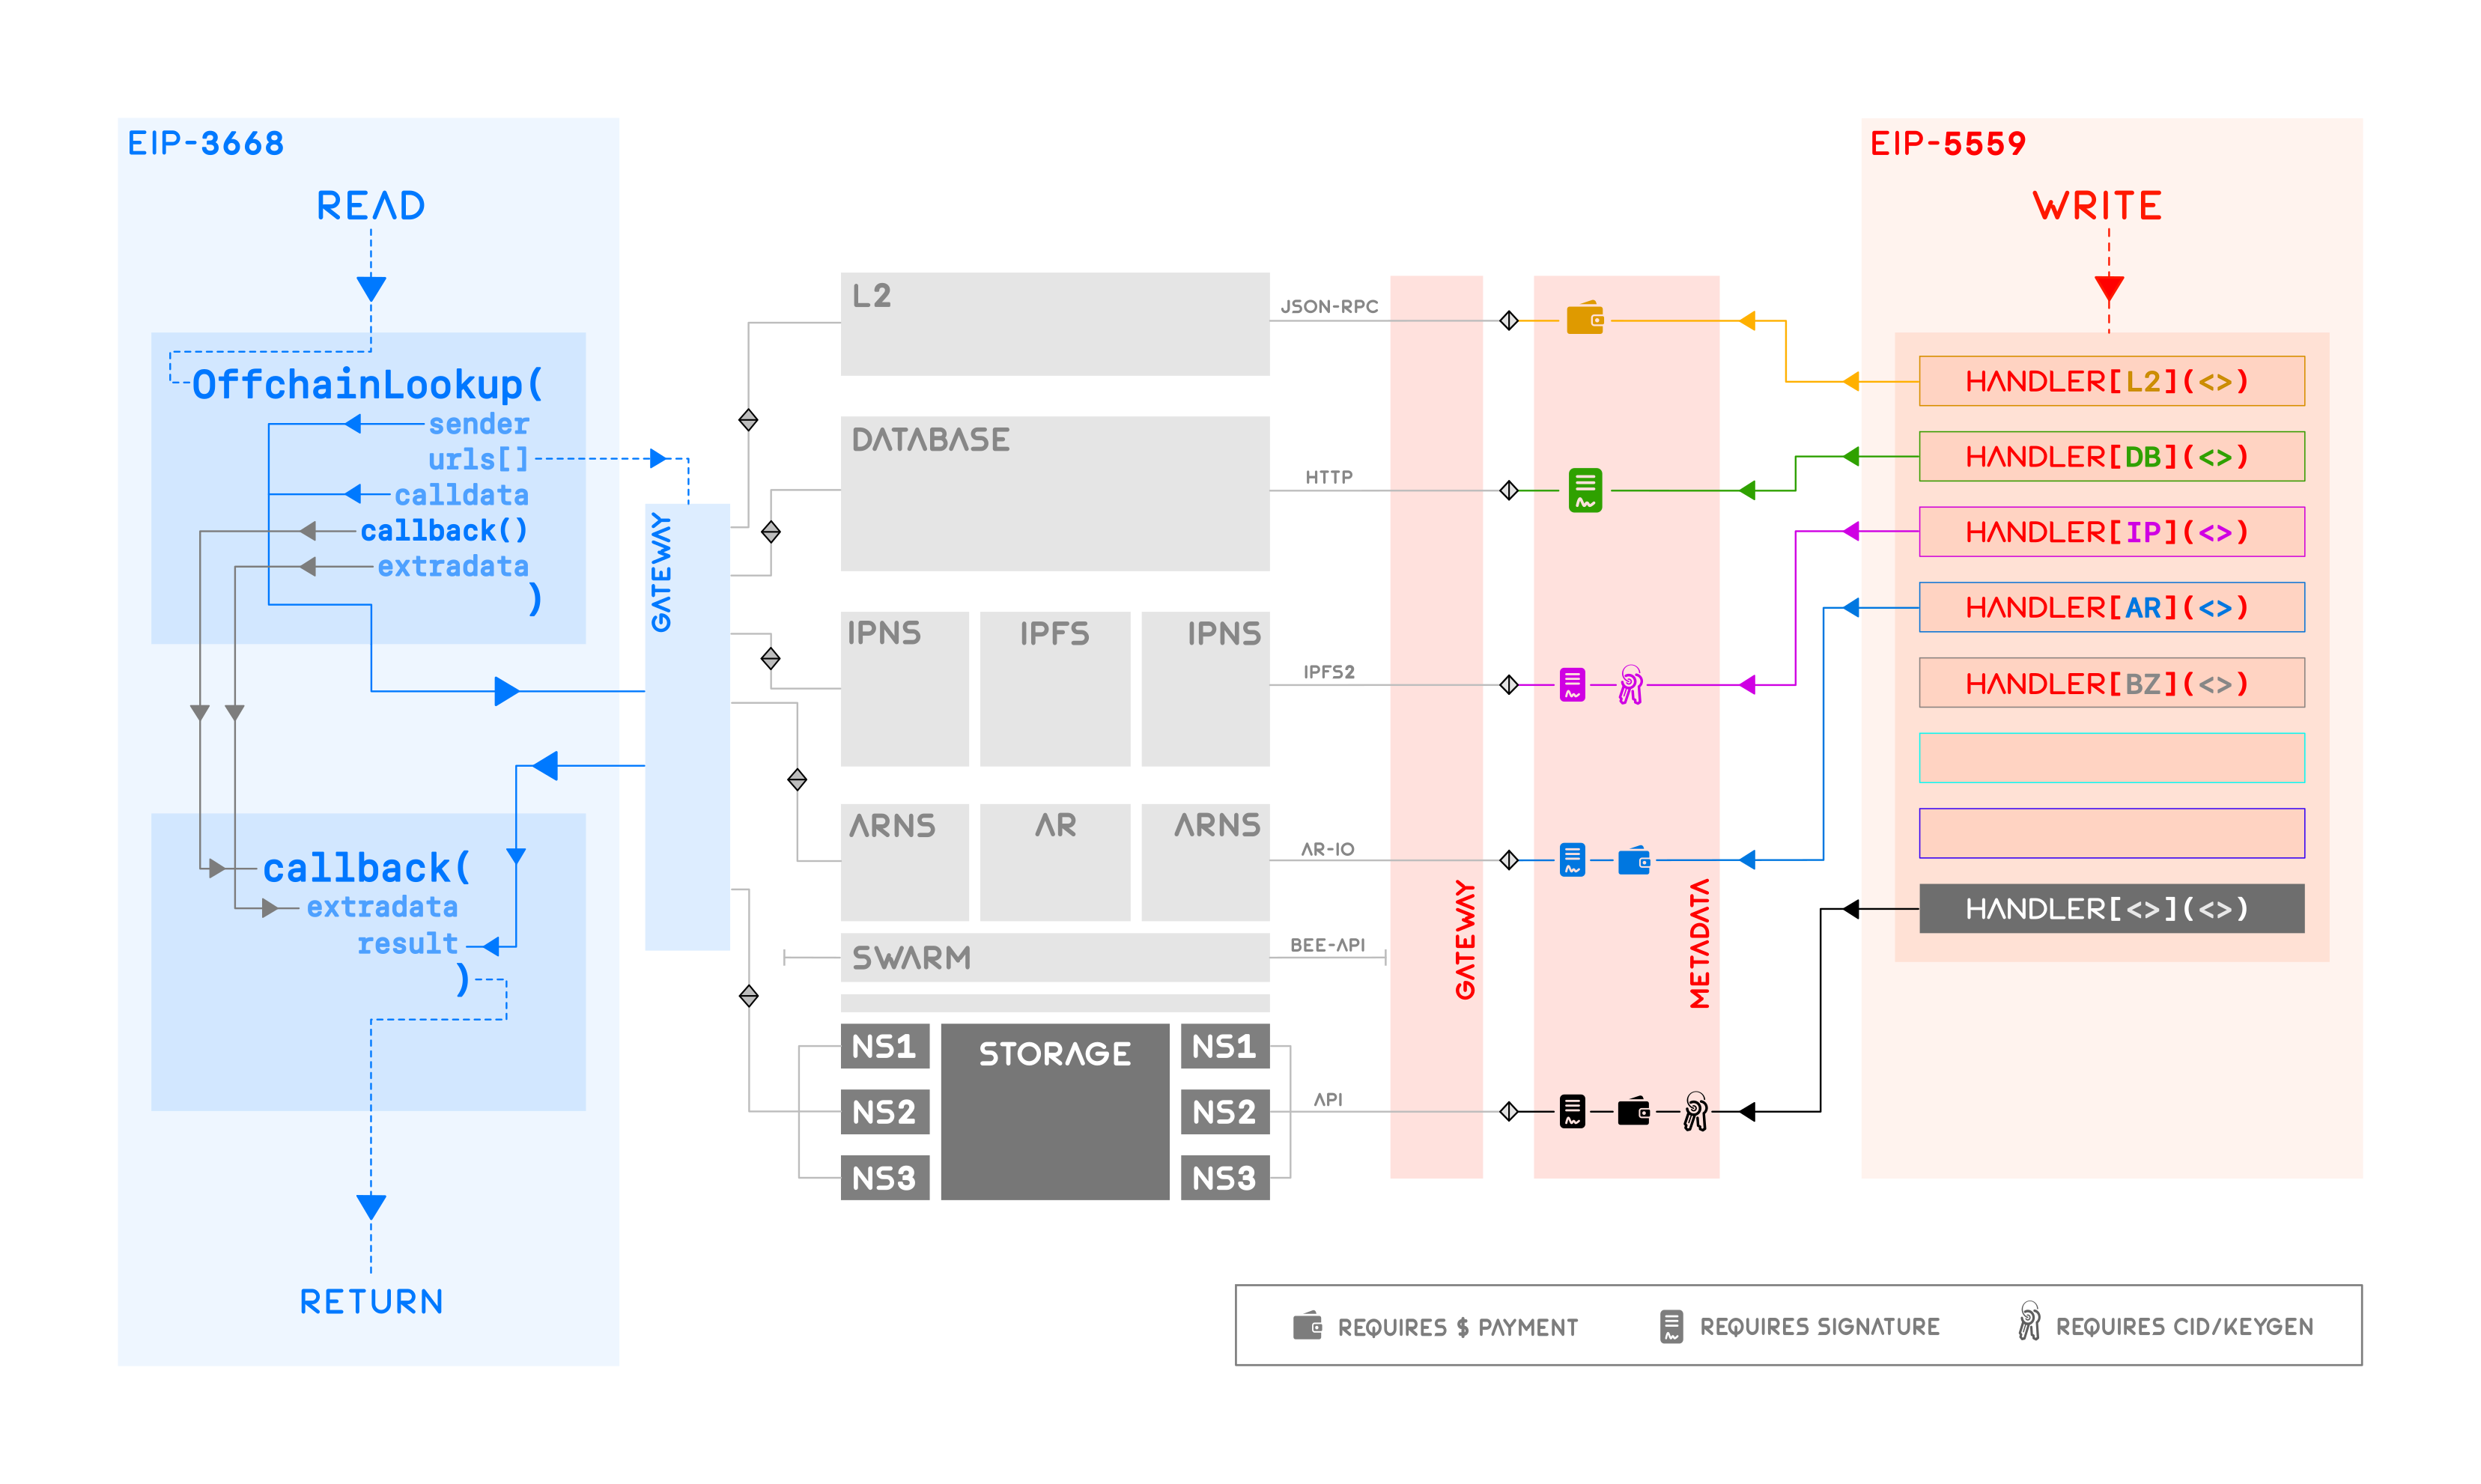 EIP-3668
READ
OffchainLookup(
sender
urls[]
calldata
callback()
extradata
)
callback(
extradata
result
)
RETURN
GATEWAY
L2
DATABASE
IPNS
IPFS
IPNS
ARNS
AR
ARNS
SWARM
NS1
NS2
NS3
STORAGE
NS1
NS2
NS3
JSON-RPC
HTTP
IPFS2
AR-IO
BEE-API
API
GATEWAY
METADATA
EIP-5559
WRITE
HANDLER[L2](<>)
HANDLER[DB](<>)
HANDLER[IP](<>)
HANDLER[AR](<>)
HANDLER[BZ](<>)
HANDLER[<>](<>)
REQUIRES $ PAYMENT
REQUIRES SIGNATURE
REQUIRES CID/KEYGEN